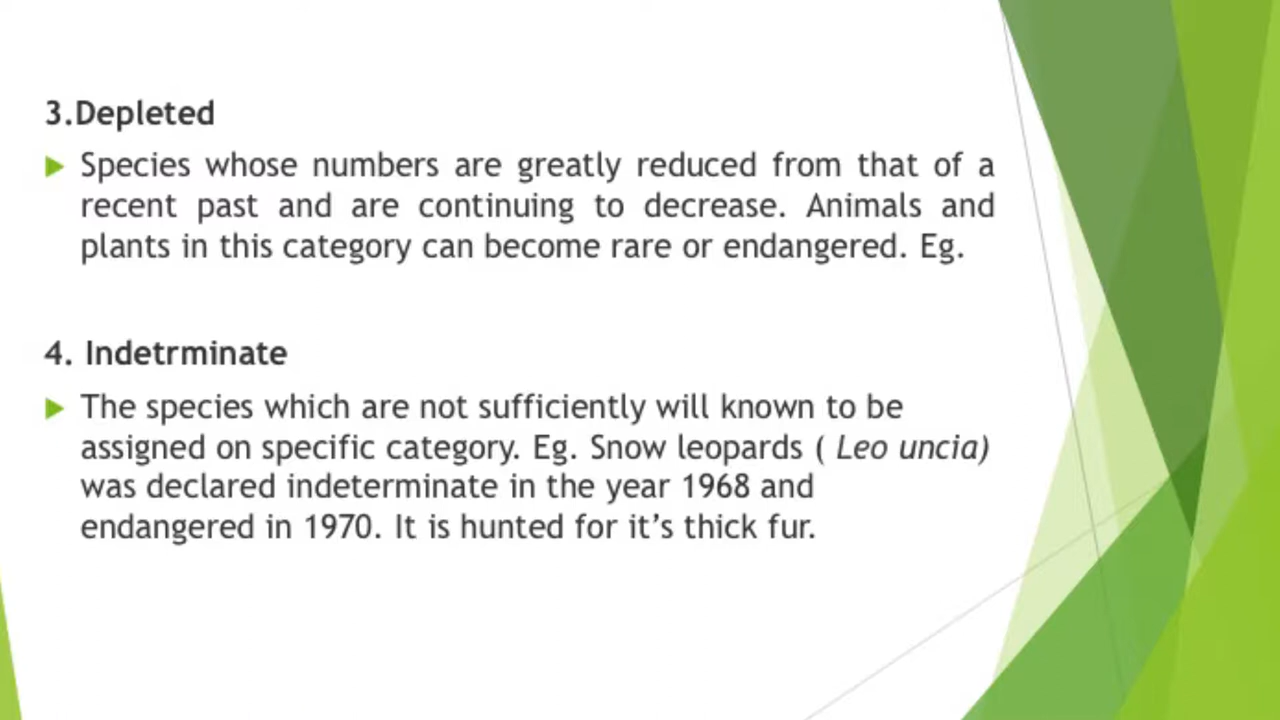 3.Depleted
Species whose numbers are greatly reduced from that of a
recent past and are continuing to decrease. Animals and
plants in this category can become rare or endangered. Eg.
4. Indetrminate
The species which are not sufficiently will known to be
assigned on specific category. Eg. Snow leopards ( Leo uncia)
was declared indeterminate in the year 1968 and
endangered in 1970. It is hunted for it’s thick fur.